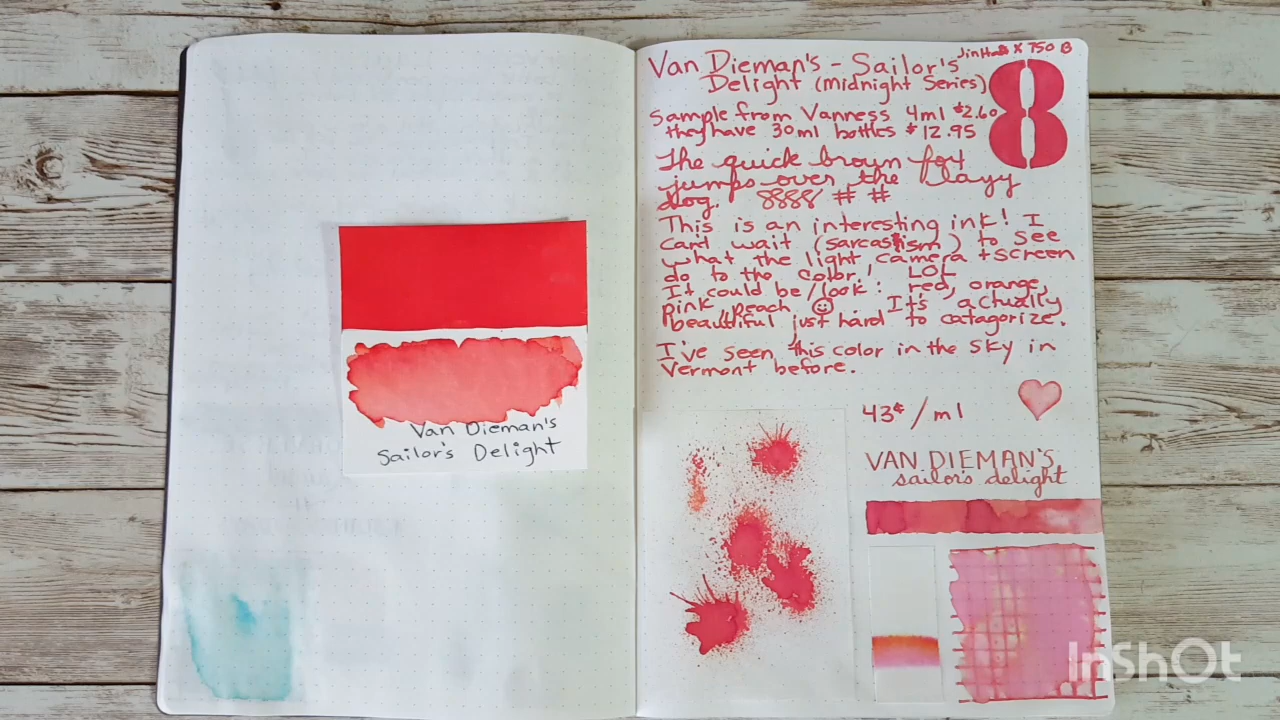 Van Dieman's
Sailor's Delight
Van Dieman's - Sailor's
JinHao X 750 B
Delight (midnight Series)
8
Sample from Vanness 4ml $2.60
they have 30ml bottles $12.95
The quick brown fox
jumps over the lazy
dog. 8888 # #
This is an interesting ink! I
can't wait (sarcastism) to see
what the light camera + screen
do to the color! LOL
It could be/look: red, orange,
pink, peach ☺. It's actually
beautiful just hard to catagorize.
I've seen this color in the sky in
Vermont before.
43¢/ml
VAN DIEMAN'S
sailor's delight
InShOt